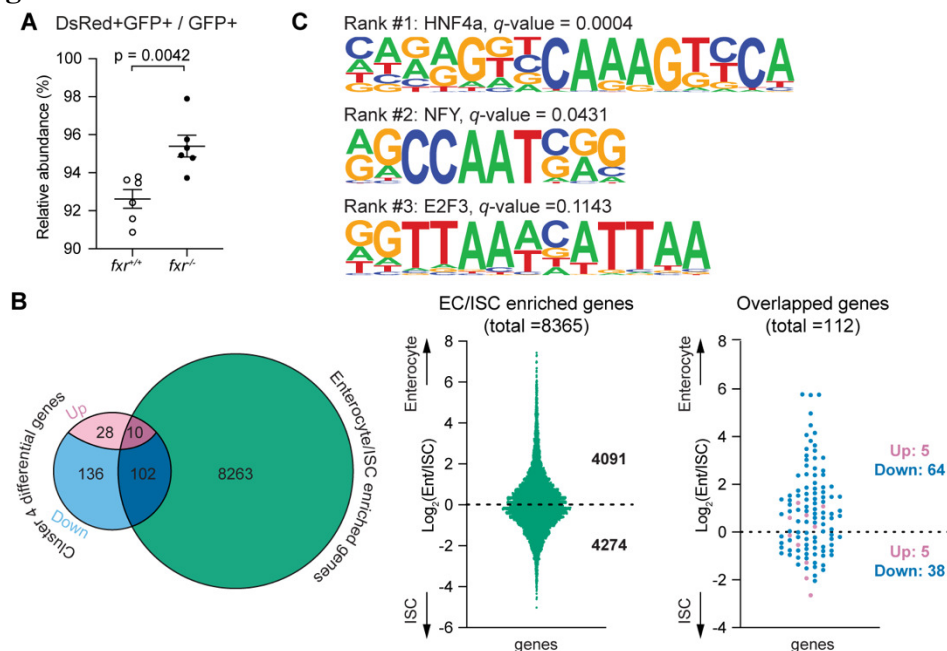 A
DsRed+GFP+ / GFP+
p = 0.0042
Relative abundance (%)
100
98
96
94
92
90
fxr+/+
fxr-/-
C
Rank #1: HNF4a, q-value = 0.0004
CAGAGGTCAAAGTCCA
Rank #2: NFY, q-value = 0.0431
AGCCAATCGG
Rank #3: E2F3, q-value =0.1143
GGTTAAACATTAA
B
Cluster 4 differential genes
Up
Down
28
10
136
102
8263
Enterocyte/ISC enriched genes
EC/ISC enriched genes
(total =8365)
Enterocyte
Log2(Ent/ISC)
ISC
8
6
4
2
0
-2
-4
-6
4091
4274
genes
Overlapped genes
(total =112)
Enterocyte
Log2(Ent/ISC)
ISC
8
6
4
2
0
-2
-4
Up: 5
Down: 64
Up: 5
Down: 38
genes